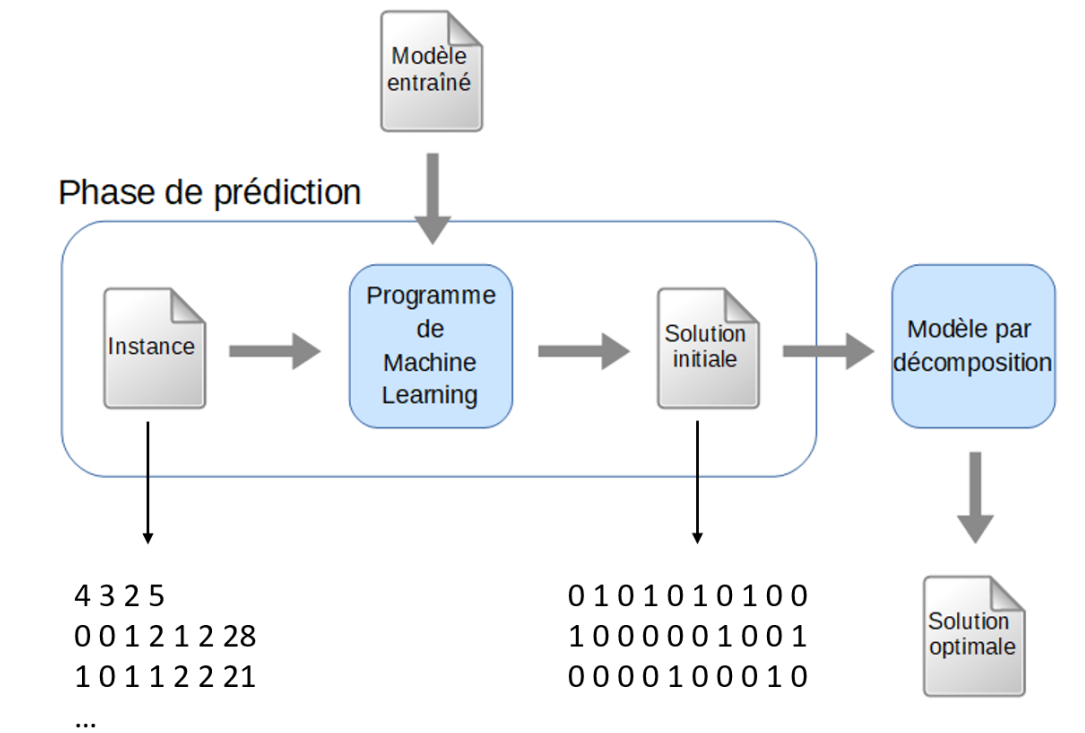 Modèle
entraîné
Phase de prédiction
Instance
Programme
de
Machine
Learning
Solution
initiale
Modèle par
décomposition
4 3 2 5
0 0 1 2 1 2 28
1 0 1 1 2 2 21
...
0 1 0 1 0 1 0 1 0 0
1 0 0 0 0 0 1 0 0 1
0 0 0 0 1 0 0 0 1 0
Solution
optimale